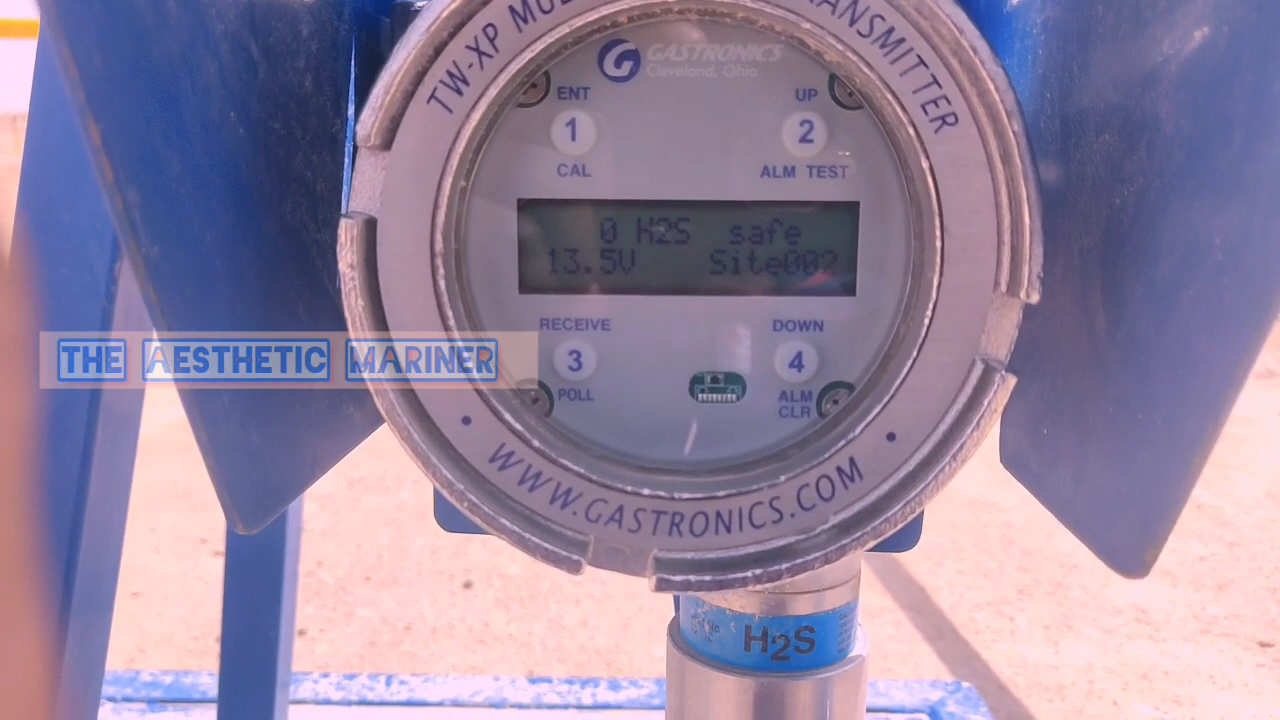 TW-XP TRANSMITTER
GASTRONICS
Cleveland, Ohio
ENT
1
CAL
UP
2
ALM TEST
0 H2S safe
13.5V Site002
RECEIVE
3
POLL
DOWN
4
ALM
CLR
THE AESTHETIC MARINER
• WWW.GASTRONICS.COM •
H2S